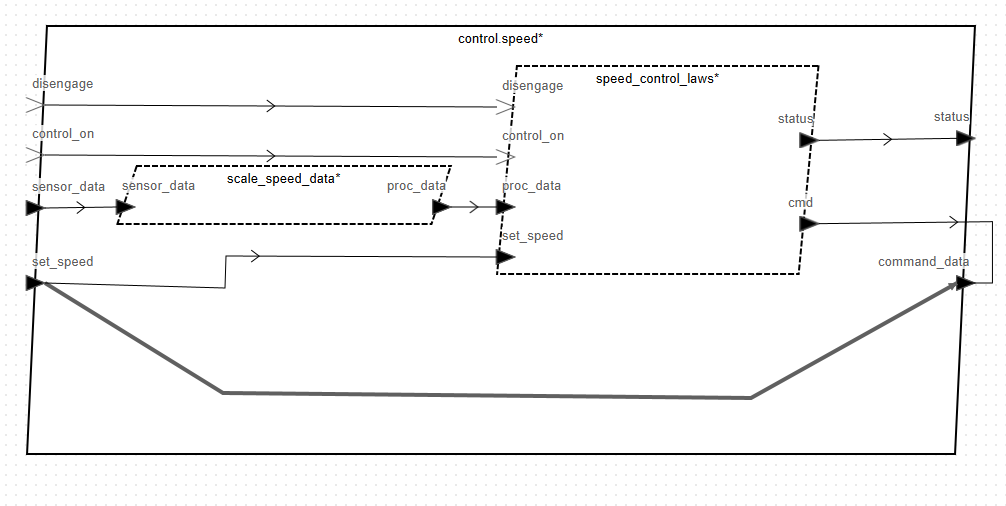 control.speed*
disengage
disengage
speed_control_laws*
control_on
control_on
status
status
sensor_data
sensor_data
scale_speed_data*
proc_data
proc_data
cmd
set_speed
set_speed
command_data